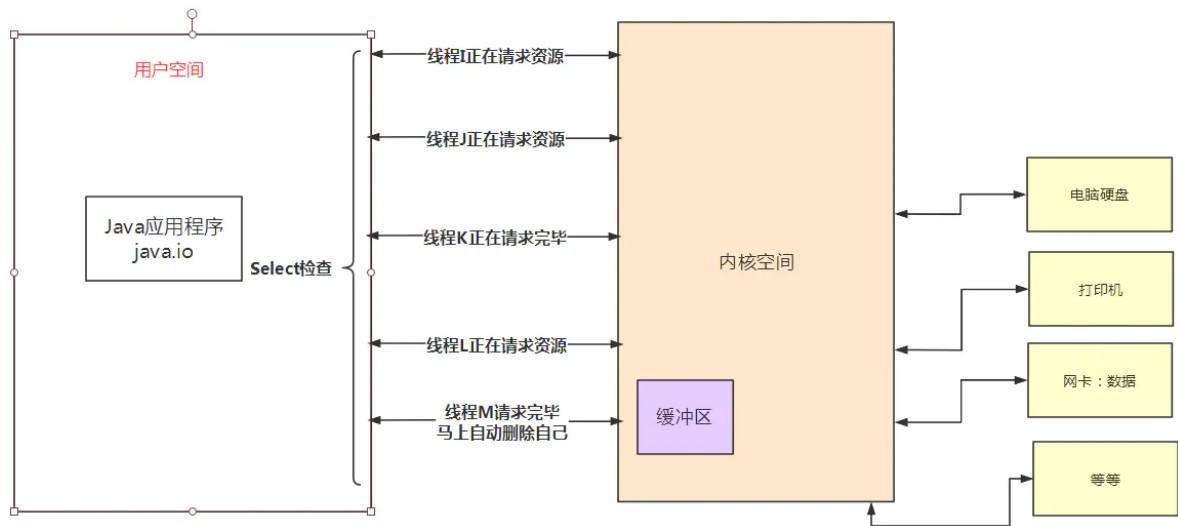 用户空间
Java应用程序
java.io
Select检查
线程I正在请求资源
线程J正在请求资源
线程K正在请求完毕
线程L正在请求资源
线程M请求完毕
马上自动删除自己
内核空间
缓冲区
电脑硬盘
打印机
网卡：数据
等等